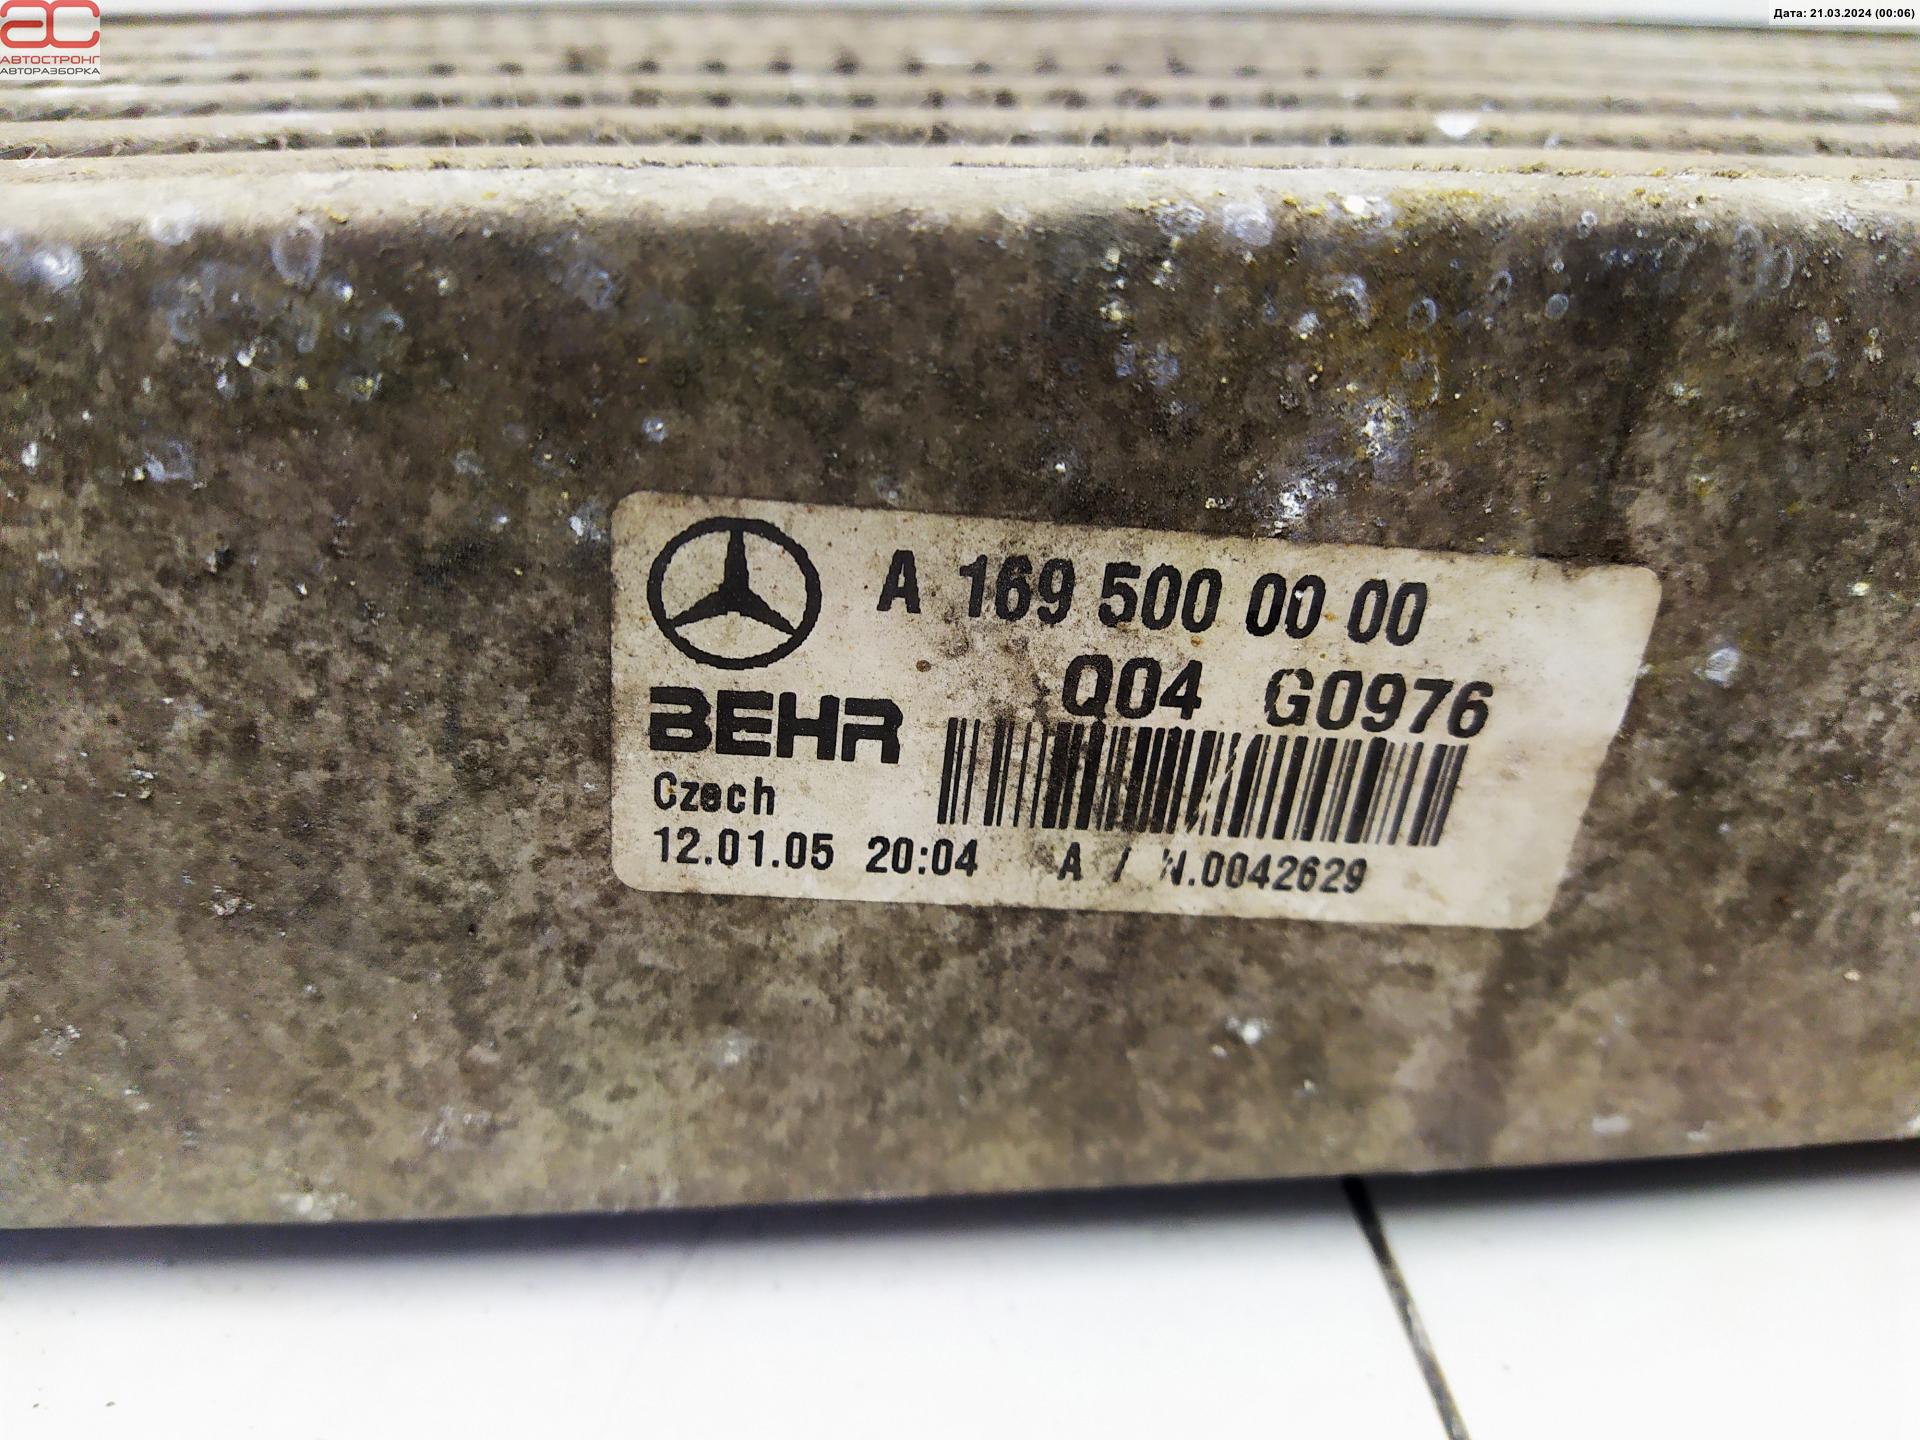 АВТОСТРОНГ
АВТОРАЗБОРКА
Дата: 21.03.2024 (00:06)
A 169 500 00 00
Q04 G0976
BEHR
Czech
12.01.05 20:04 A / N.0042629